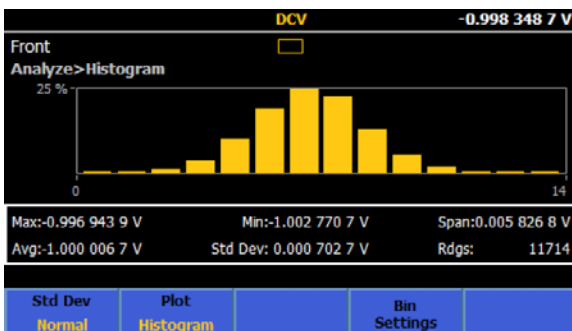 DCV -0.998 348 7 V
Front
Analyze>Histogram
25 %
0 14
Max:-0.996 943 9 V Min:-1.002 770 7 V Span:0.005 826 8 V
Avg:-1.000 006 7 V Std Dev: 0.000 702 7 V Rdgs: 11714
Std Dev Plot Bin
Normal Histogram Settings